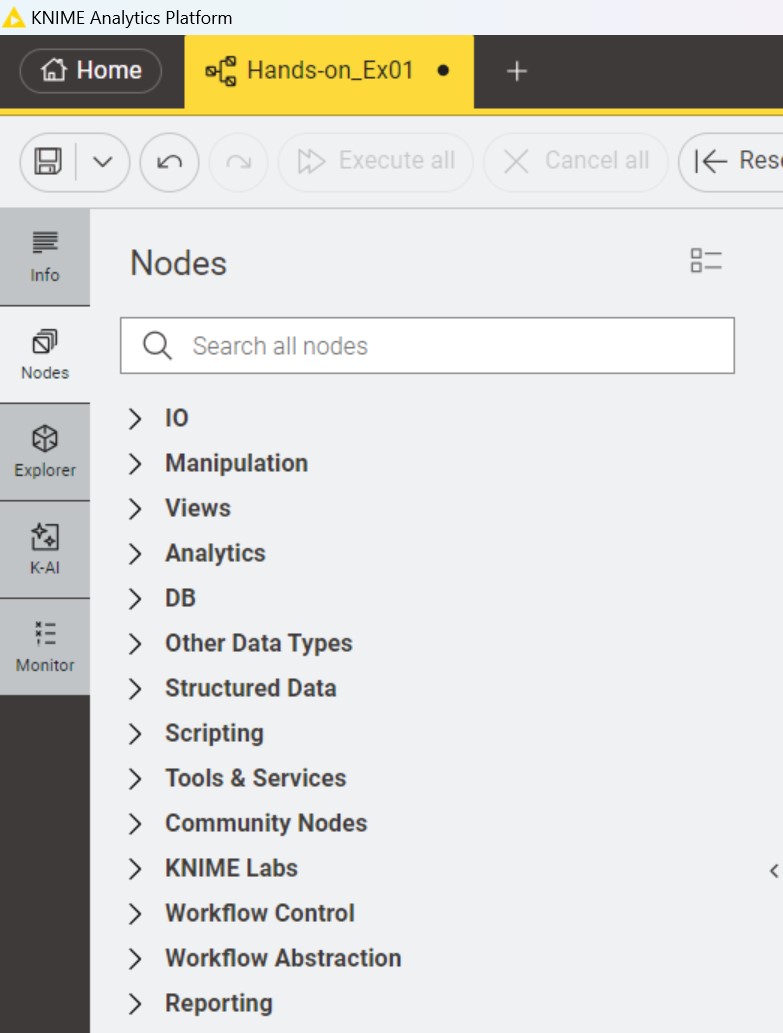 KNIME Analytics Platform
Home
Hands-on_Ex01
Execute all
Cancel all
Res
Info
Nodes
Explorer
K-AI
Monitor
Nodes
Search all nodes
IO
Manipulation
Views
Analytics
DB
Other Data Types
Structured Data
Scripting
Tools & Services
Community Nodes
KNIME Labs
Workflow Control
Workflow Abstraction
Reporting